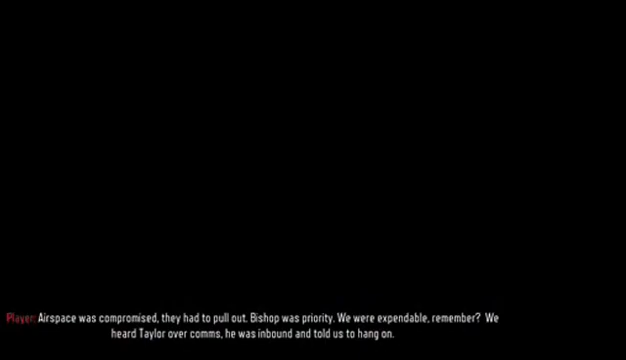 Player: Airspace was compromised, they had to pull out. Bishop was priority. We were expendable, remember? We
heard Taylor over comms, he was inbound and told us to hang on.